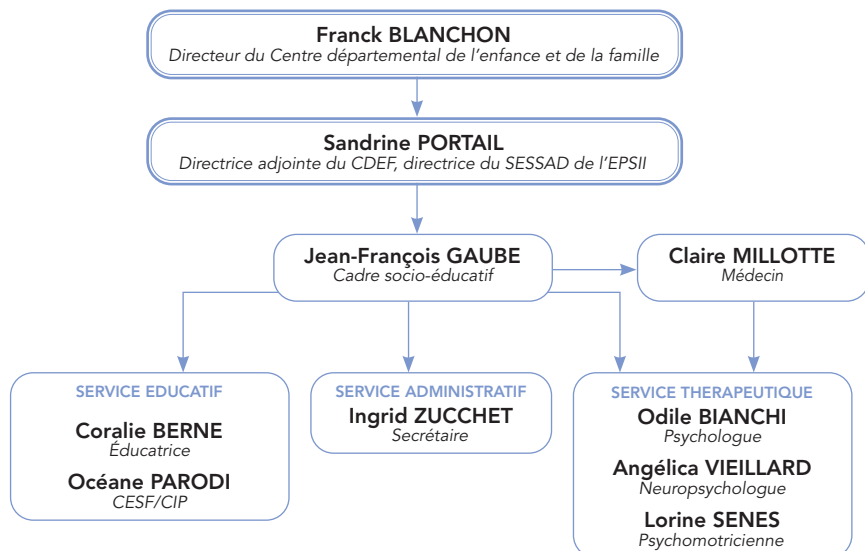 Franck BLANCHON
Directeur du Centre départemental de l'enfance et de la famille
Sandrine PORTAIL
Directrice adjointe du CDEF, directrice du SESSAD de l'EPSII
Jean-François GAUBE
Cadre socio-éducatif
Claire MILLOTTE
Médecin
SERVICE EDUCATIF
Coralie BERNE
Éducatrice
Océane PARODI
CESF/CIP
SERVICE ADMINISTRATIF
Ingrid ZUCCHET
Secrétaire
SERVICE THERAPEUTIQUE
Odile BIANCHI
Psychologue
Angélica VIEILLARD
Neuropsychologue
Lorine SENES
Psychomotricienne